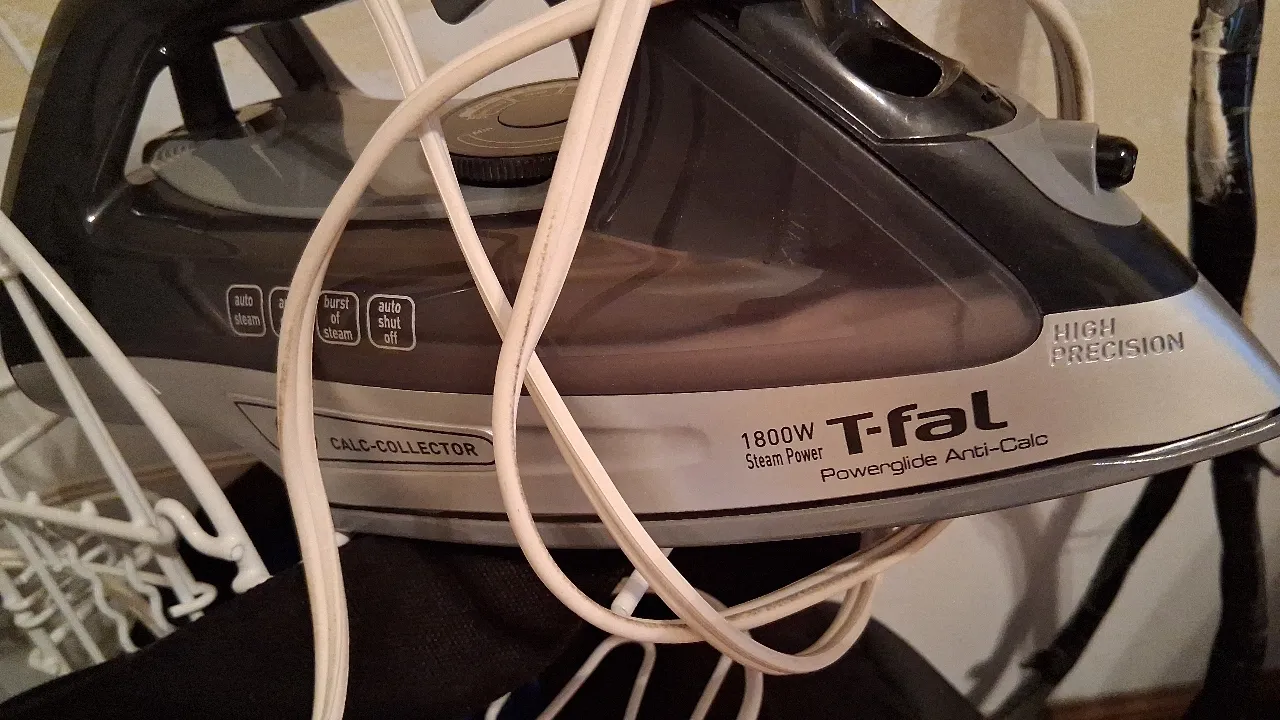 auto
steam
burst
of
steam
auto
shut
off
HIGH
PRECISION
CALC-COLLECTOR
1800W
Steam Power
T-faL
Powerglide Anti-Calc